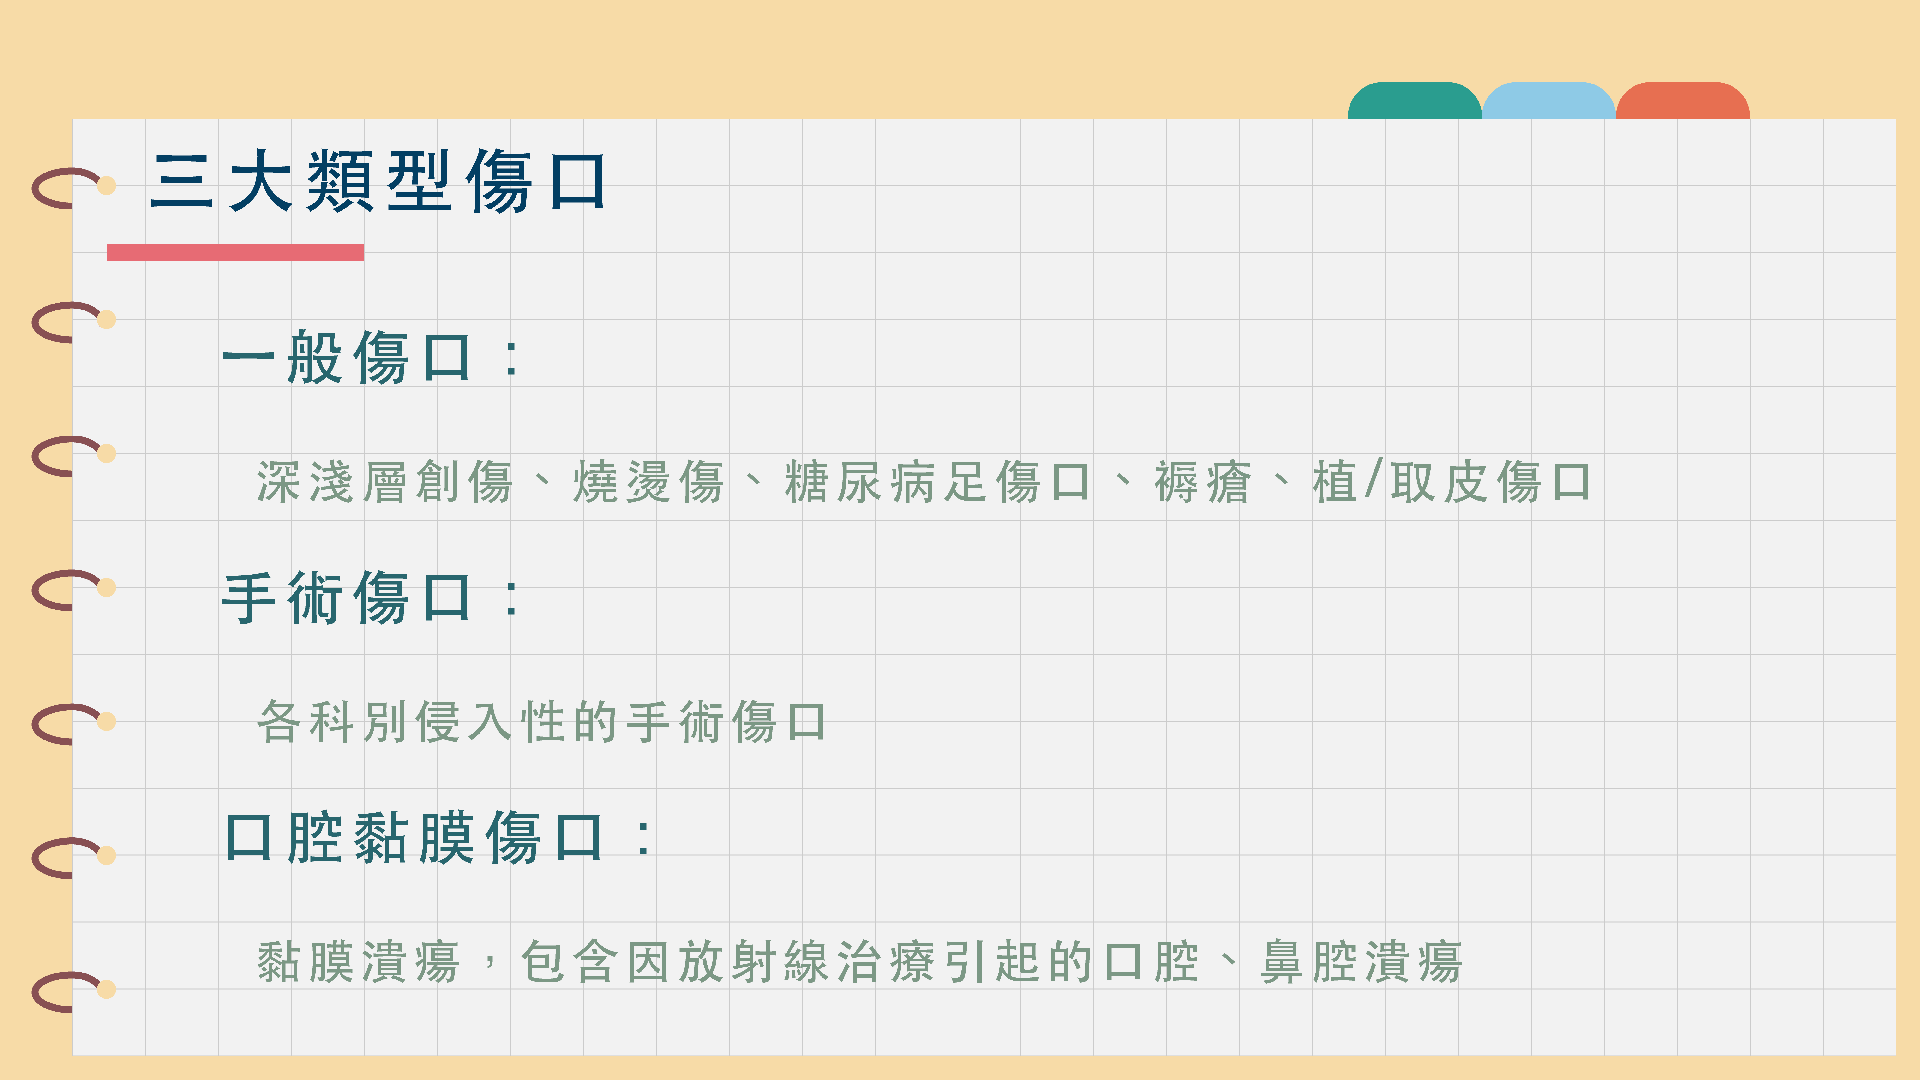 三大類型傷口
一般傷口：
深淺層創傷、燒燙傷、糖尿病足傷口、褥瘡、植/取皮傷口
手術傷口：
各科別侵入性的手術傷口
口腔黏膜傷口：
黏膜潰瘍，包含因放射線治療引起的口腔、鼻腔潰瘍